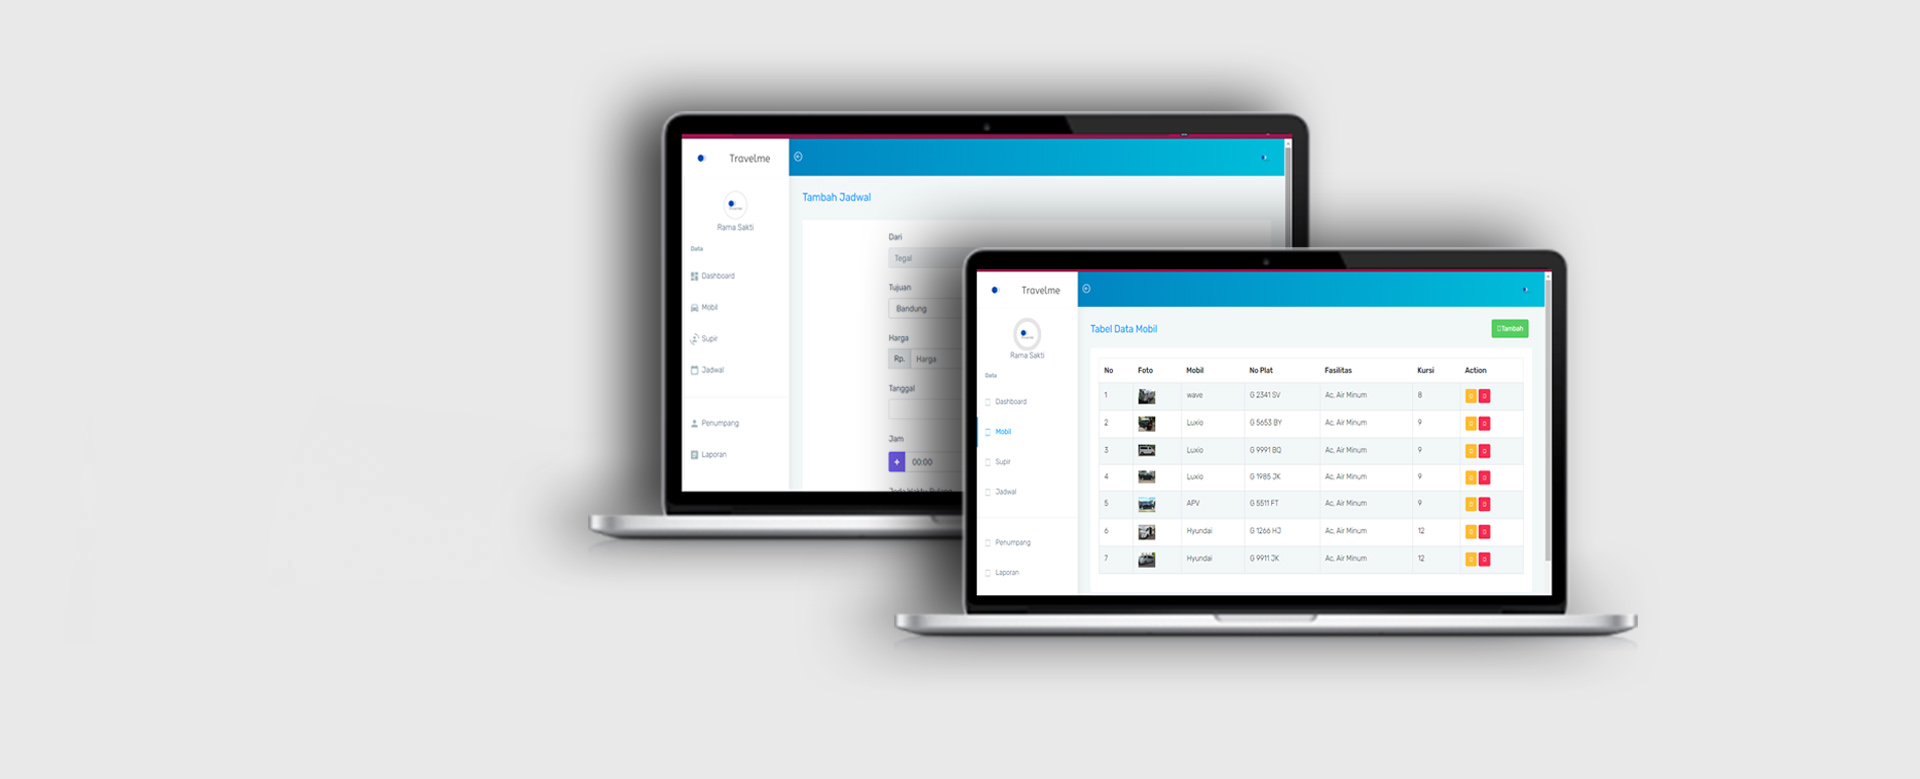 Travelme
Rama Sakti
Data
Dashboard
Mobil
Supir
Jadwal
Penumpang
Laporan
Tambah Jadwal
Dari
Tegal
Tujuan
Bandung
Harga
Rp. Harga
Tanggal
Jam
+ 00:00
Travelme
Rama Sakti
Data
Dashboard
Mobil
Supir
Jadwal
Penumpang
Laporan
Tabel Data Mobil
Tambah
No Foto Mobil No Plat Fasilitas Kursi Action
1 wave G 2341 SV Ac, Air Minum 8
2 Luxio G 5653 BY Ac, Air Minum 9
3 Luxio G 9991 BQ Ac, Air Minum 9
4 Luxio G 1985 JK Ac, Air Minum 9
5 APV G 5511 FT Ac, Air Minum 9
6 Hyundai G 1266 HJ Ac, Air Minum 12
7 Hyundai G 9911 JK Ac, Air Minum 12